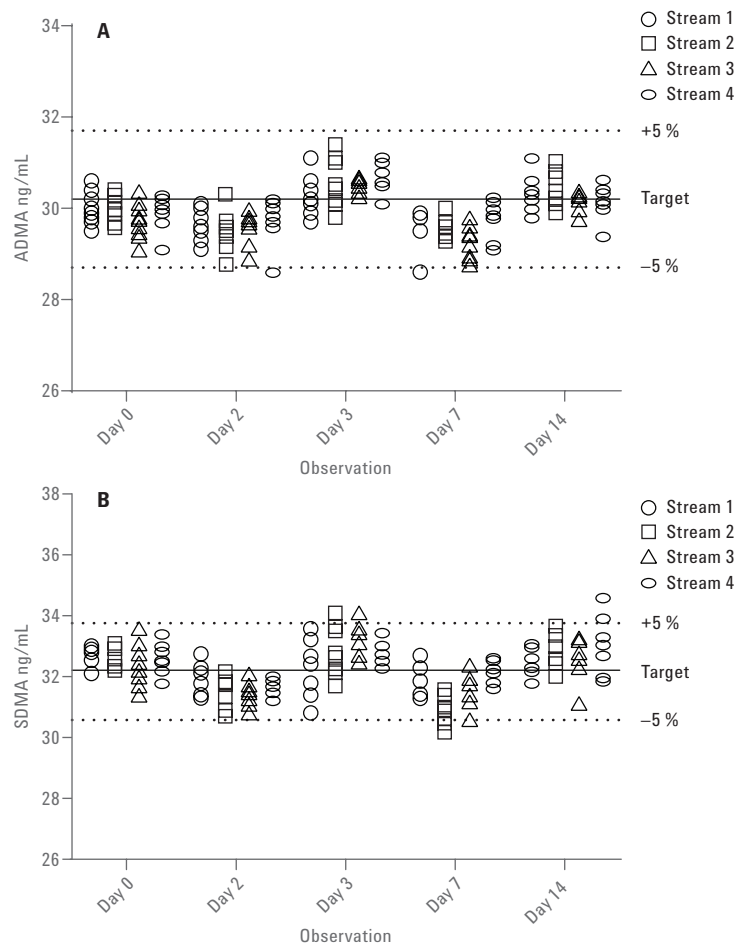 A
34
32
30
28
26
ADMA ng/mL
Stream 1
Stream 2
Stream 3
Stream 4
+5 %
Target
–5 %
Day 0
Day 2
Day 3
Day 7
Day 14
Observation
B
38
36
34
32
30
28
26
SDMA ng/mL
Stream 1
Stream 2
Stream 3
Stream 4
+5 %
Target
–5 %
Day 0
Day 2
Day 3
Day 7
Day 14
Observation